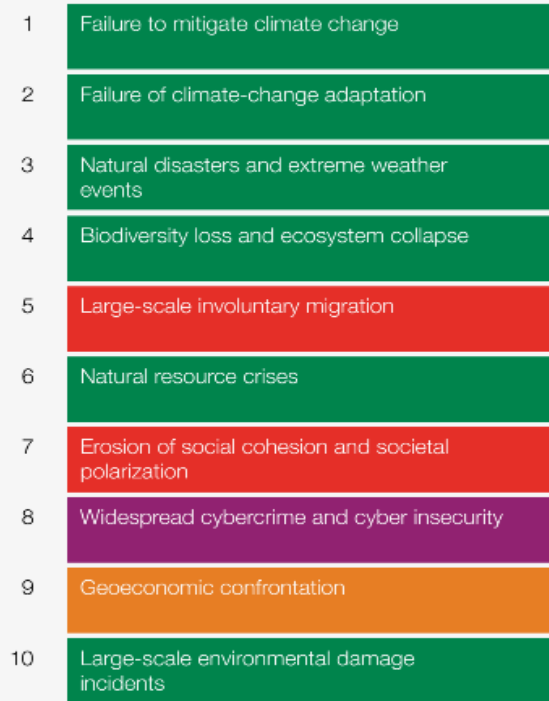 1 Failure to mitigate climate change
2 Failure of climate-change adaptation
3 Natural disasters and extreme weather
events
4 Biodiversity loss and ecosystem collapse
5 Large-scale involuntary migration
6 Natural resource crises
7 Erosion of social cohesion and societal
polarization
8 Widespread cybercrime and cyber insecurity
9 Geoeconomic confrontation
10 Large-scale environmental damage
incidents